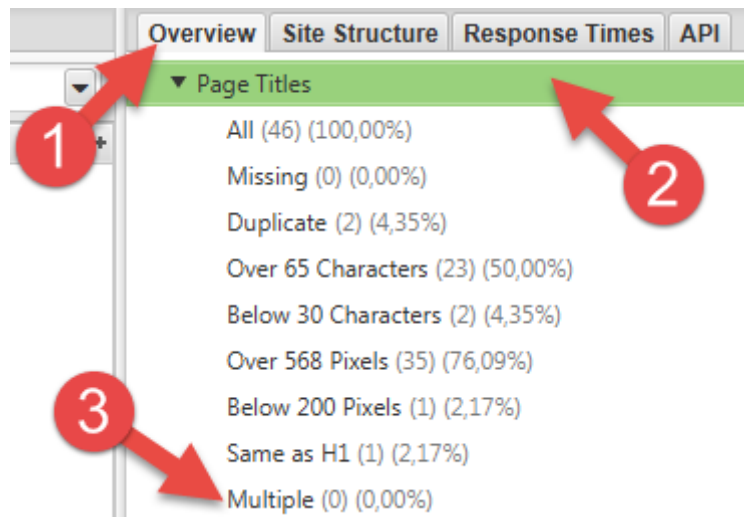 Overview Site Structure Response Times API
▼ Page Titles
1
All (46) (100,00%)
2
Missing (0) (0,00%)
Duplicate (2) (4,35%)
Over 65 Characters (23) (50,00%)
Below 30 Characters (2) (4,35%)
Over 568 Pixels (35) (76,09%)
3
Below 200 Pixels (1) (2,17%)
Same as H1 (1) (2,17%)
Multiple (0) (0,00%)